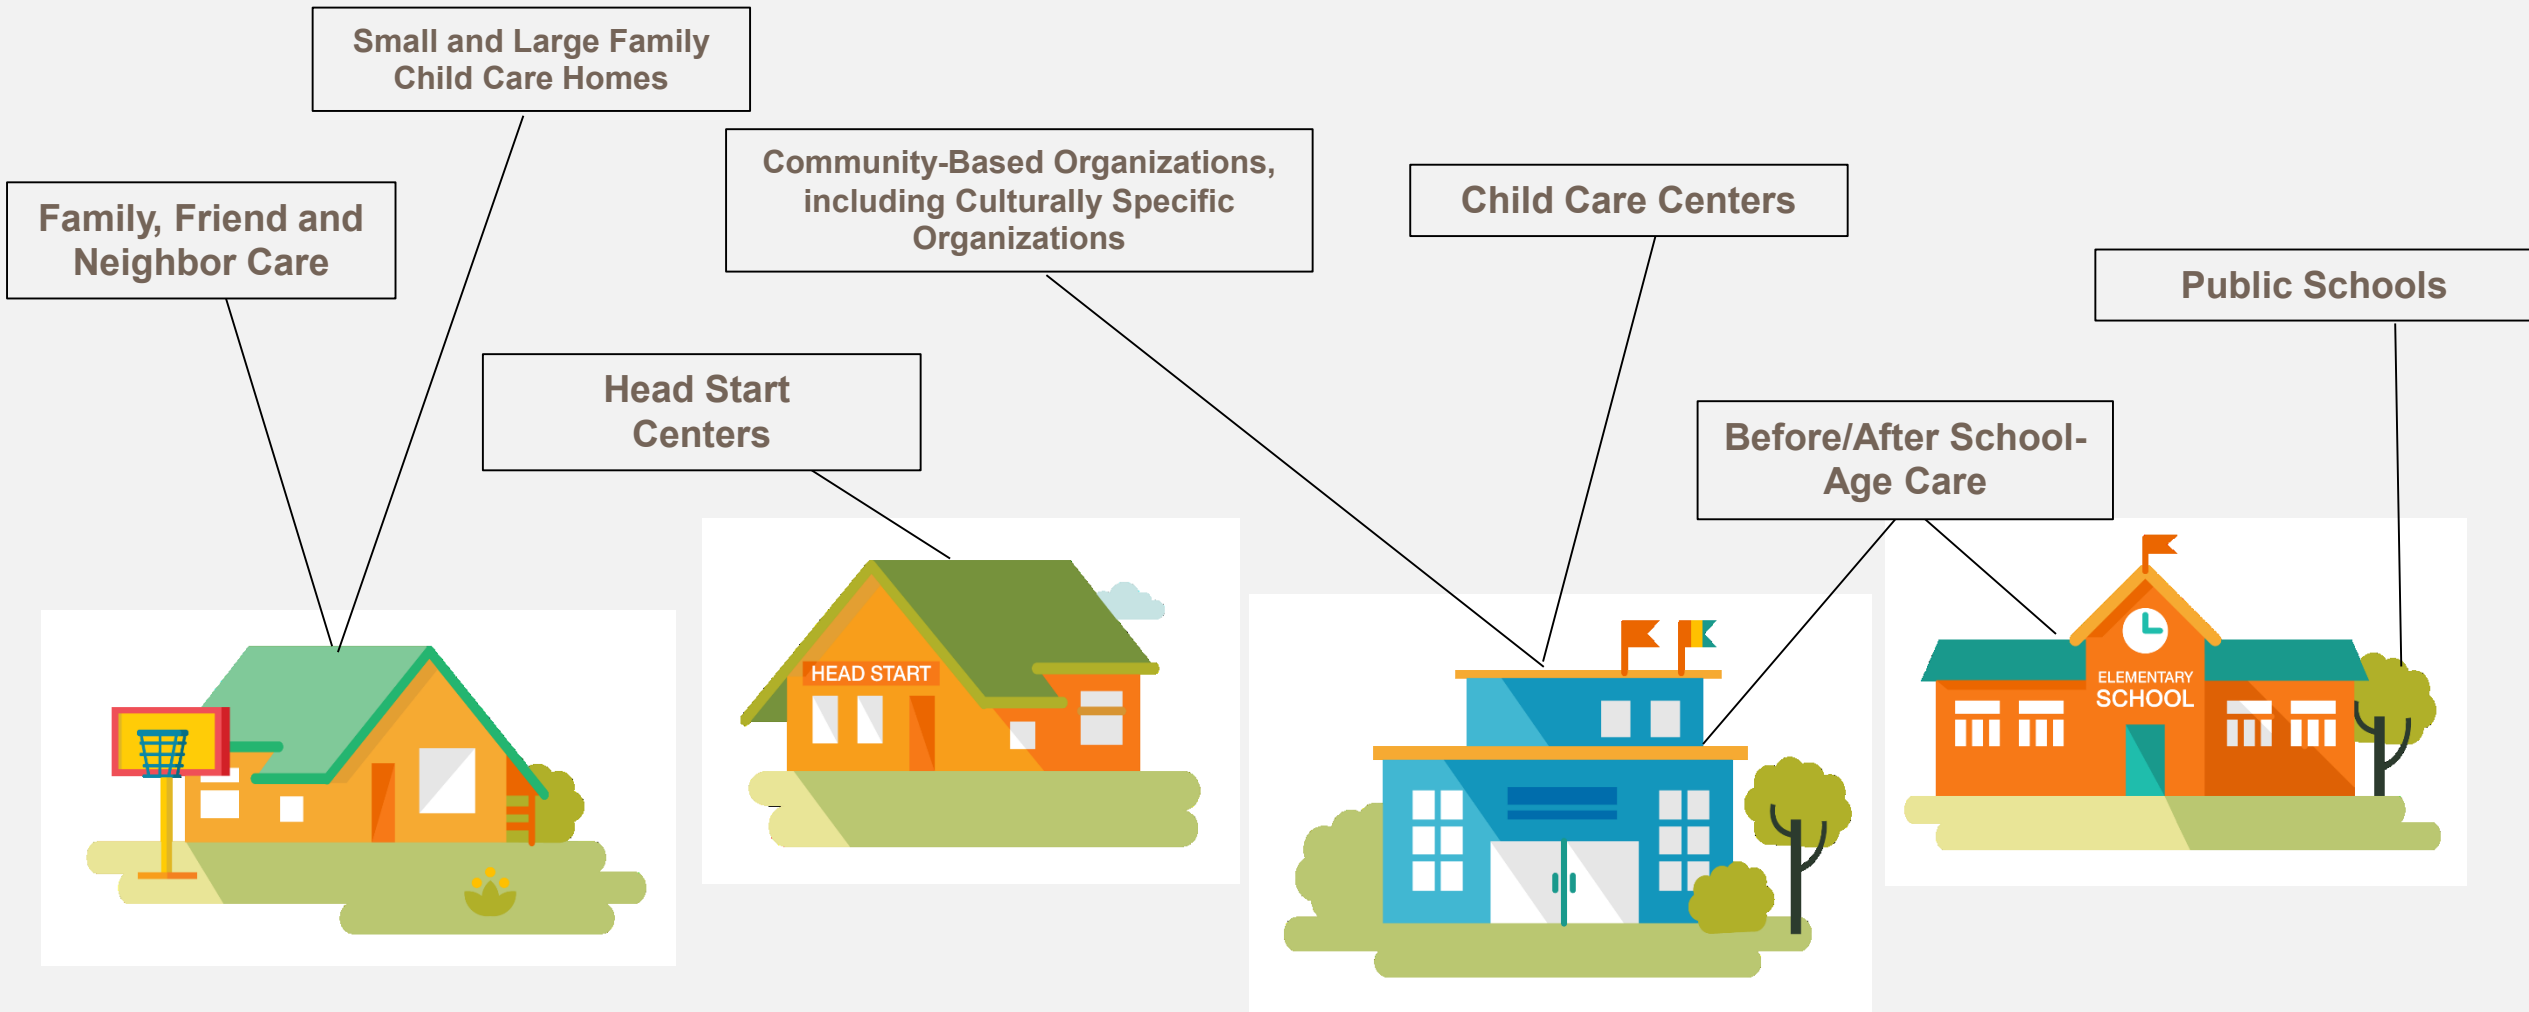 Small and Large Family
Child Care Homes
Family, Friend and
Neighbor Care
Community-Based Organizations,
including Culturally Specific
Organizations
Child Care Centers
Public Schools
Head Start
Centers
Before/After School-
Age Care
HEAD START
ELEMENTARY
SCHOOL